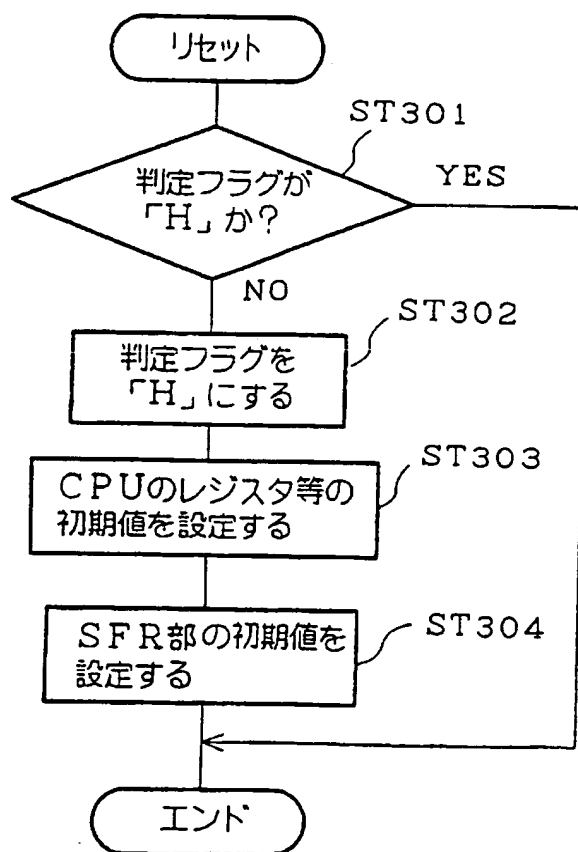 リセット
ST301
判定フラグが
「H」か?
YES
NO
ST302
判定フラグを
「H」にする
ST303
CPUのレジスタ等の
初期値を設定する
ST304
SFR部の初期値を
設定する
エンド